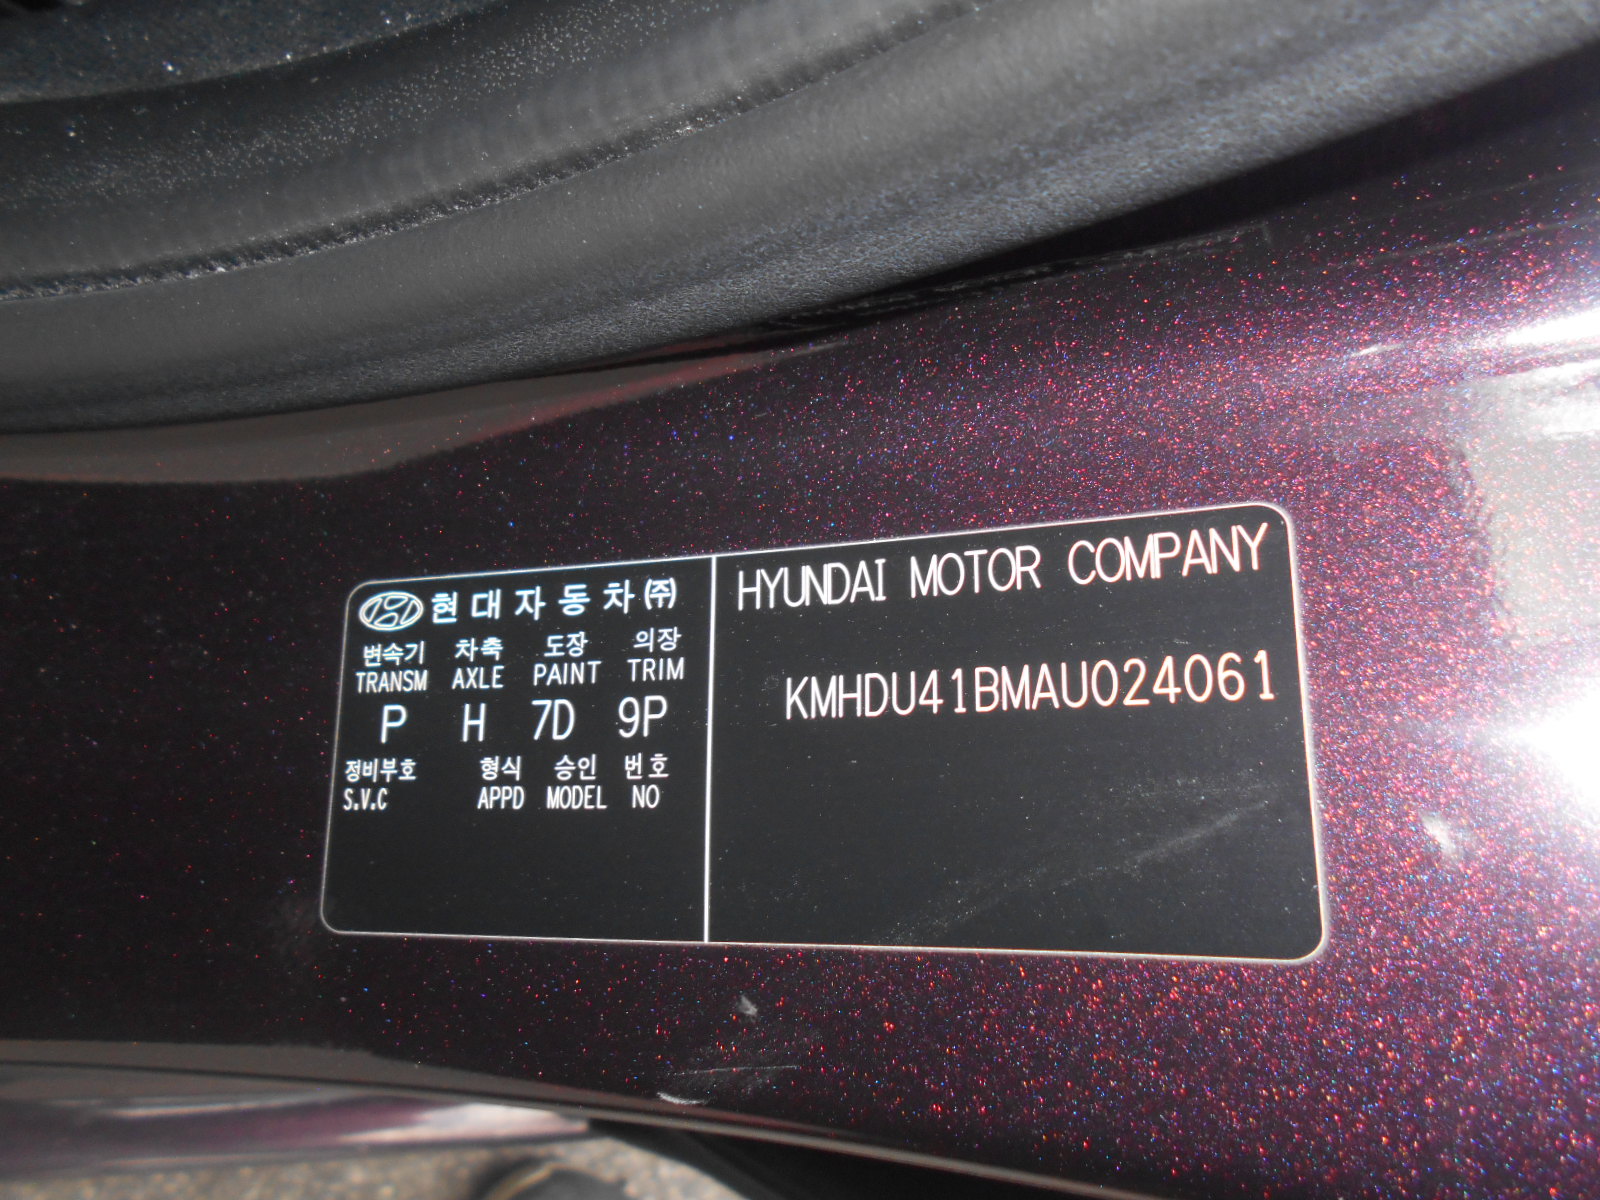 현대자동차㈜
변속기 차축 도장 의장
TRANSM AXLE PAINT TRIM
P H 7D 9P
정비부호 형식 승인 번호
S.V.C APPD MODEL NO
HYUNDAI MOTOR COMPANY
KMHDU41BMAU024061